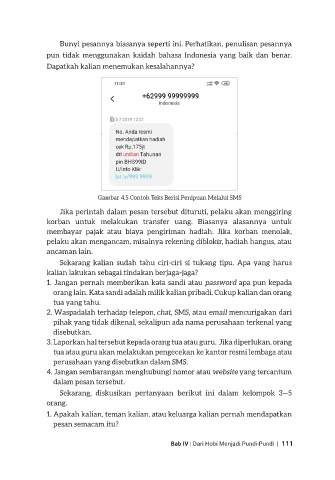 Bunyi pesannya biasanya seperti ini. Perhatikan, penulisan pesannya
pun tidak menggunakan kaidah bahasa Indonesia yang baik dan benar.
Dapatkah kalian menemukan kesalahannya?
11:31
+62999 99999999
Indonesia
No. Anda resmi
mendapatkan hadiah
cek Rp.175jt
dri undian Tahunan
pin BHS99ID
U/info Klik:
Gambar 4.5 Contoh Teks Berisi Penipuan Melalui SMS
Jika perintah dalam pesan tersebut dituruti, pelaku akan menggiring
korban untuk melakukan transfer uang. Biasanya alasannya untuk
membayar pajak atau biaya pengiriman hadiah. Jika korban menolak,
pelaku akan mengancam, misalnya rekening diblokir, hadiah hangus, atau
ancaman lain.
Sekarang kalian sudah tahu ciri-ciri si tukang tipu. Apa yang harus
kalian lakukan sebagai tindakan berjaga-jaga?
1. Jangan pernah memberikan kata sandi atau password apa pun kepada
orang lain. Kata sandi adalah milik kalian pribadi. Cukup kalian dan orang
tua yang tahu.
2. Waspadalah terhadap telepon, chat, SMS, atau email mencurigakan dari
pihak yang tidak dikenal, sekalipun ada nama perusahaan terkenal yang
disebutkan.
3. Laporkan hal tersebut kepada orang tua atau guru. Jika diperlukan, orang
tua atau guru akan melakukan pengecekan ke kantor resmi lembaga atau
perusahaan yang disebutkan dalam SMS.
4. Jangan sembarangan menghubungi nomor atau website yang tercantum
dalam pesan tersebut.
Sekarang, diskusikan pertanyaan berikut ini dalam kelompok 3—5
orang.
1. Apakah kalian, teman kalian, atau keluarga kalian pernah mendapatkan
pesan semacam itu?
Bab IV | Dari Hobi Menjadi Pundi-Pundi | 111